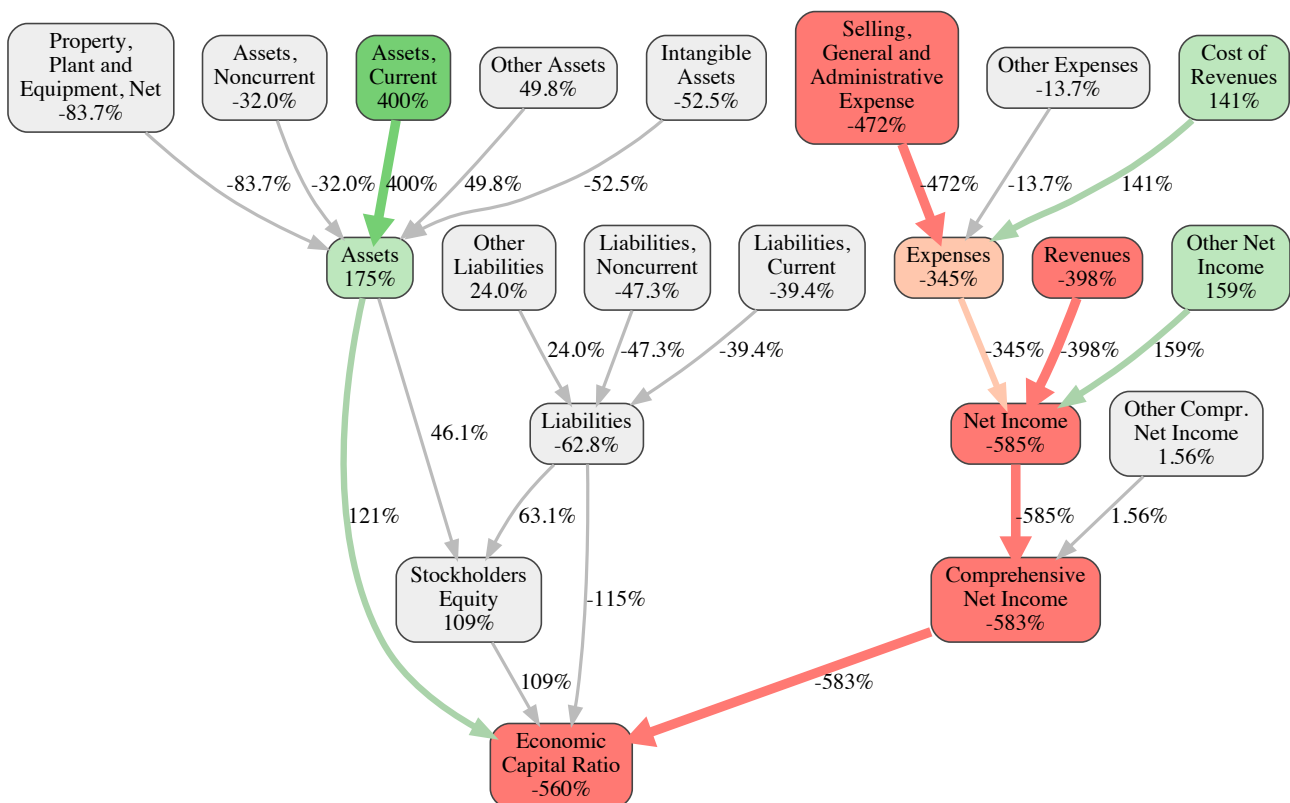 Property,
Plant and
Equipment, Net
-83.7%
Assets,
Noncurrent
-32.0%
Assets,
Current
400%
Other Assets
49.8%
Intangible
Assets
-52.5%
Selling,
General and
Administrative
Expense
-472%
Other Expenses
-13.7%
Cost of
Revenues
141%
-83.7%
-32.0%
400%
49.8%
-52.5%
-472%
-13.7%
141%
Assets
175%
Other
Liabilities
24.0%
Liabilities,
Noncurrent
-47.3%
Liabilities,
Current
-39.4%
Expenses
-345%
Revenues
-398%
Other Net
Income
159%
24.0%
-47.3%
-39.4%
-345%
-398%
159%
46.1%
Liabilities
-62.8%
Net Income
-585%
Other Compr.
Net Income
1.56%
121%
63.1%
-585%
1.56%
Stockholders
Equity
109%
-115%
Comprehensive
Net Income
-583%
109%
-583%
Economic
Capital Ratio
-560%